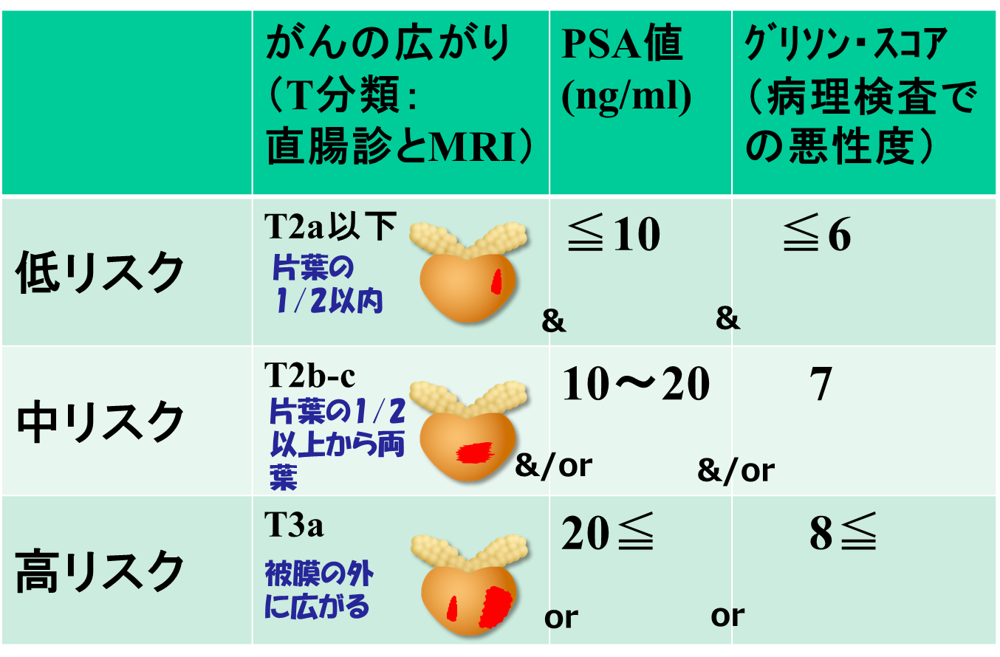 がんの広がり
（T分類：
直腸診とMRI）
PSA値
(ng/ml)
ｸﾞﾘｿﾝ・ｽｺｱ
（病理検査で
の悪性度）
低リスク
T2a以下
片葉の
1/2以内
&
≦10
&
≦6
中リスク
T2b-c
片葉の1/2
以上から両
葉
&/or
10～20
&/or
7
高リスク
T3a
被膜の外
に広がる
or
20≦
or
8≦